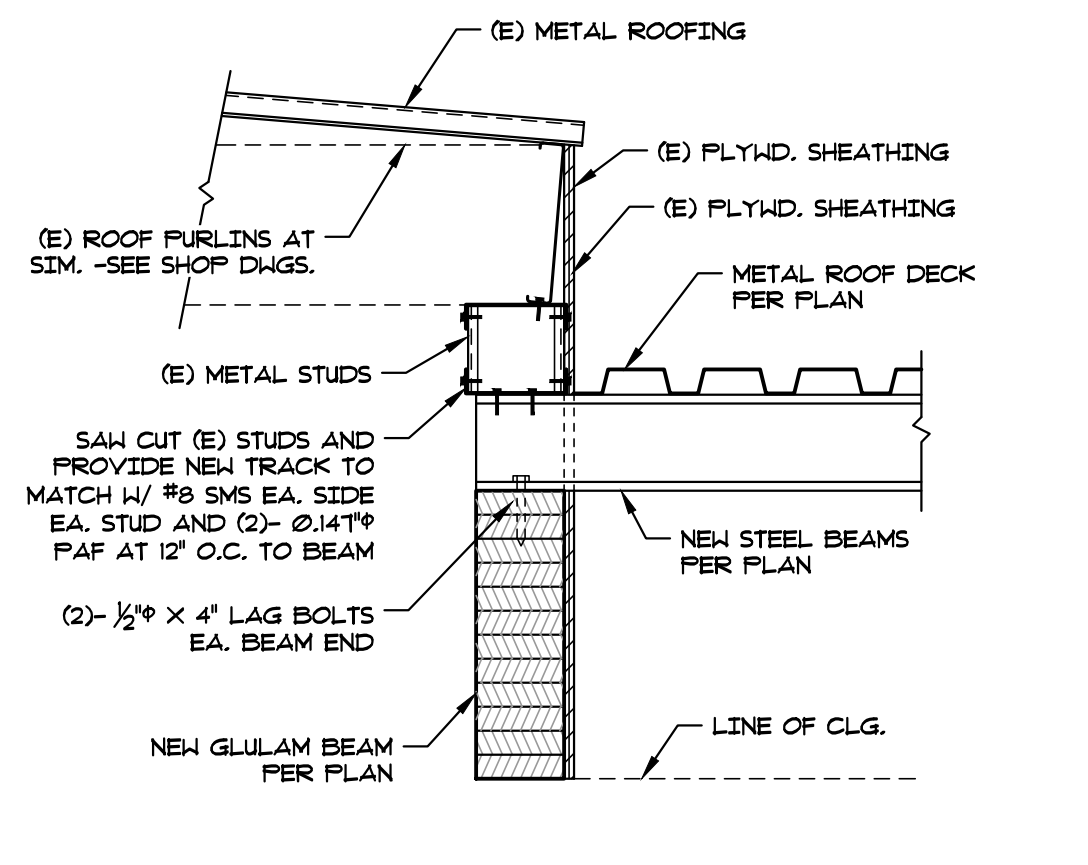 (E) METAL ROOFING
(E) PLYWD. SHEATHING
(E) PLYWD. SHEATHING
(E) ROOF PURLINS AT
SIM. -SEE SHOP DWGS.
METAL ROOF DECK
PER PLAN
(E) METAL STUDS
SAW CUT (E) STUDS AND
PROVIDE NEW TRACK TO
MATCH W/ #8 SMS EA. SIDE
EA. STUD AND (2)- 0.147"Φ
PAF AT 12" O.C. TO BEAM
NEW STEEL BEAMS
PER PLAN
(2)- 1/2"Φ X 4" LAG BOLTS
EA. BEAM END
LINE OF CLG.
NEW GLULAM BEAM
PER PLAN